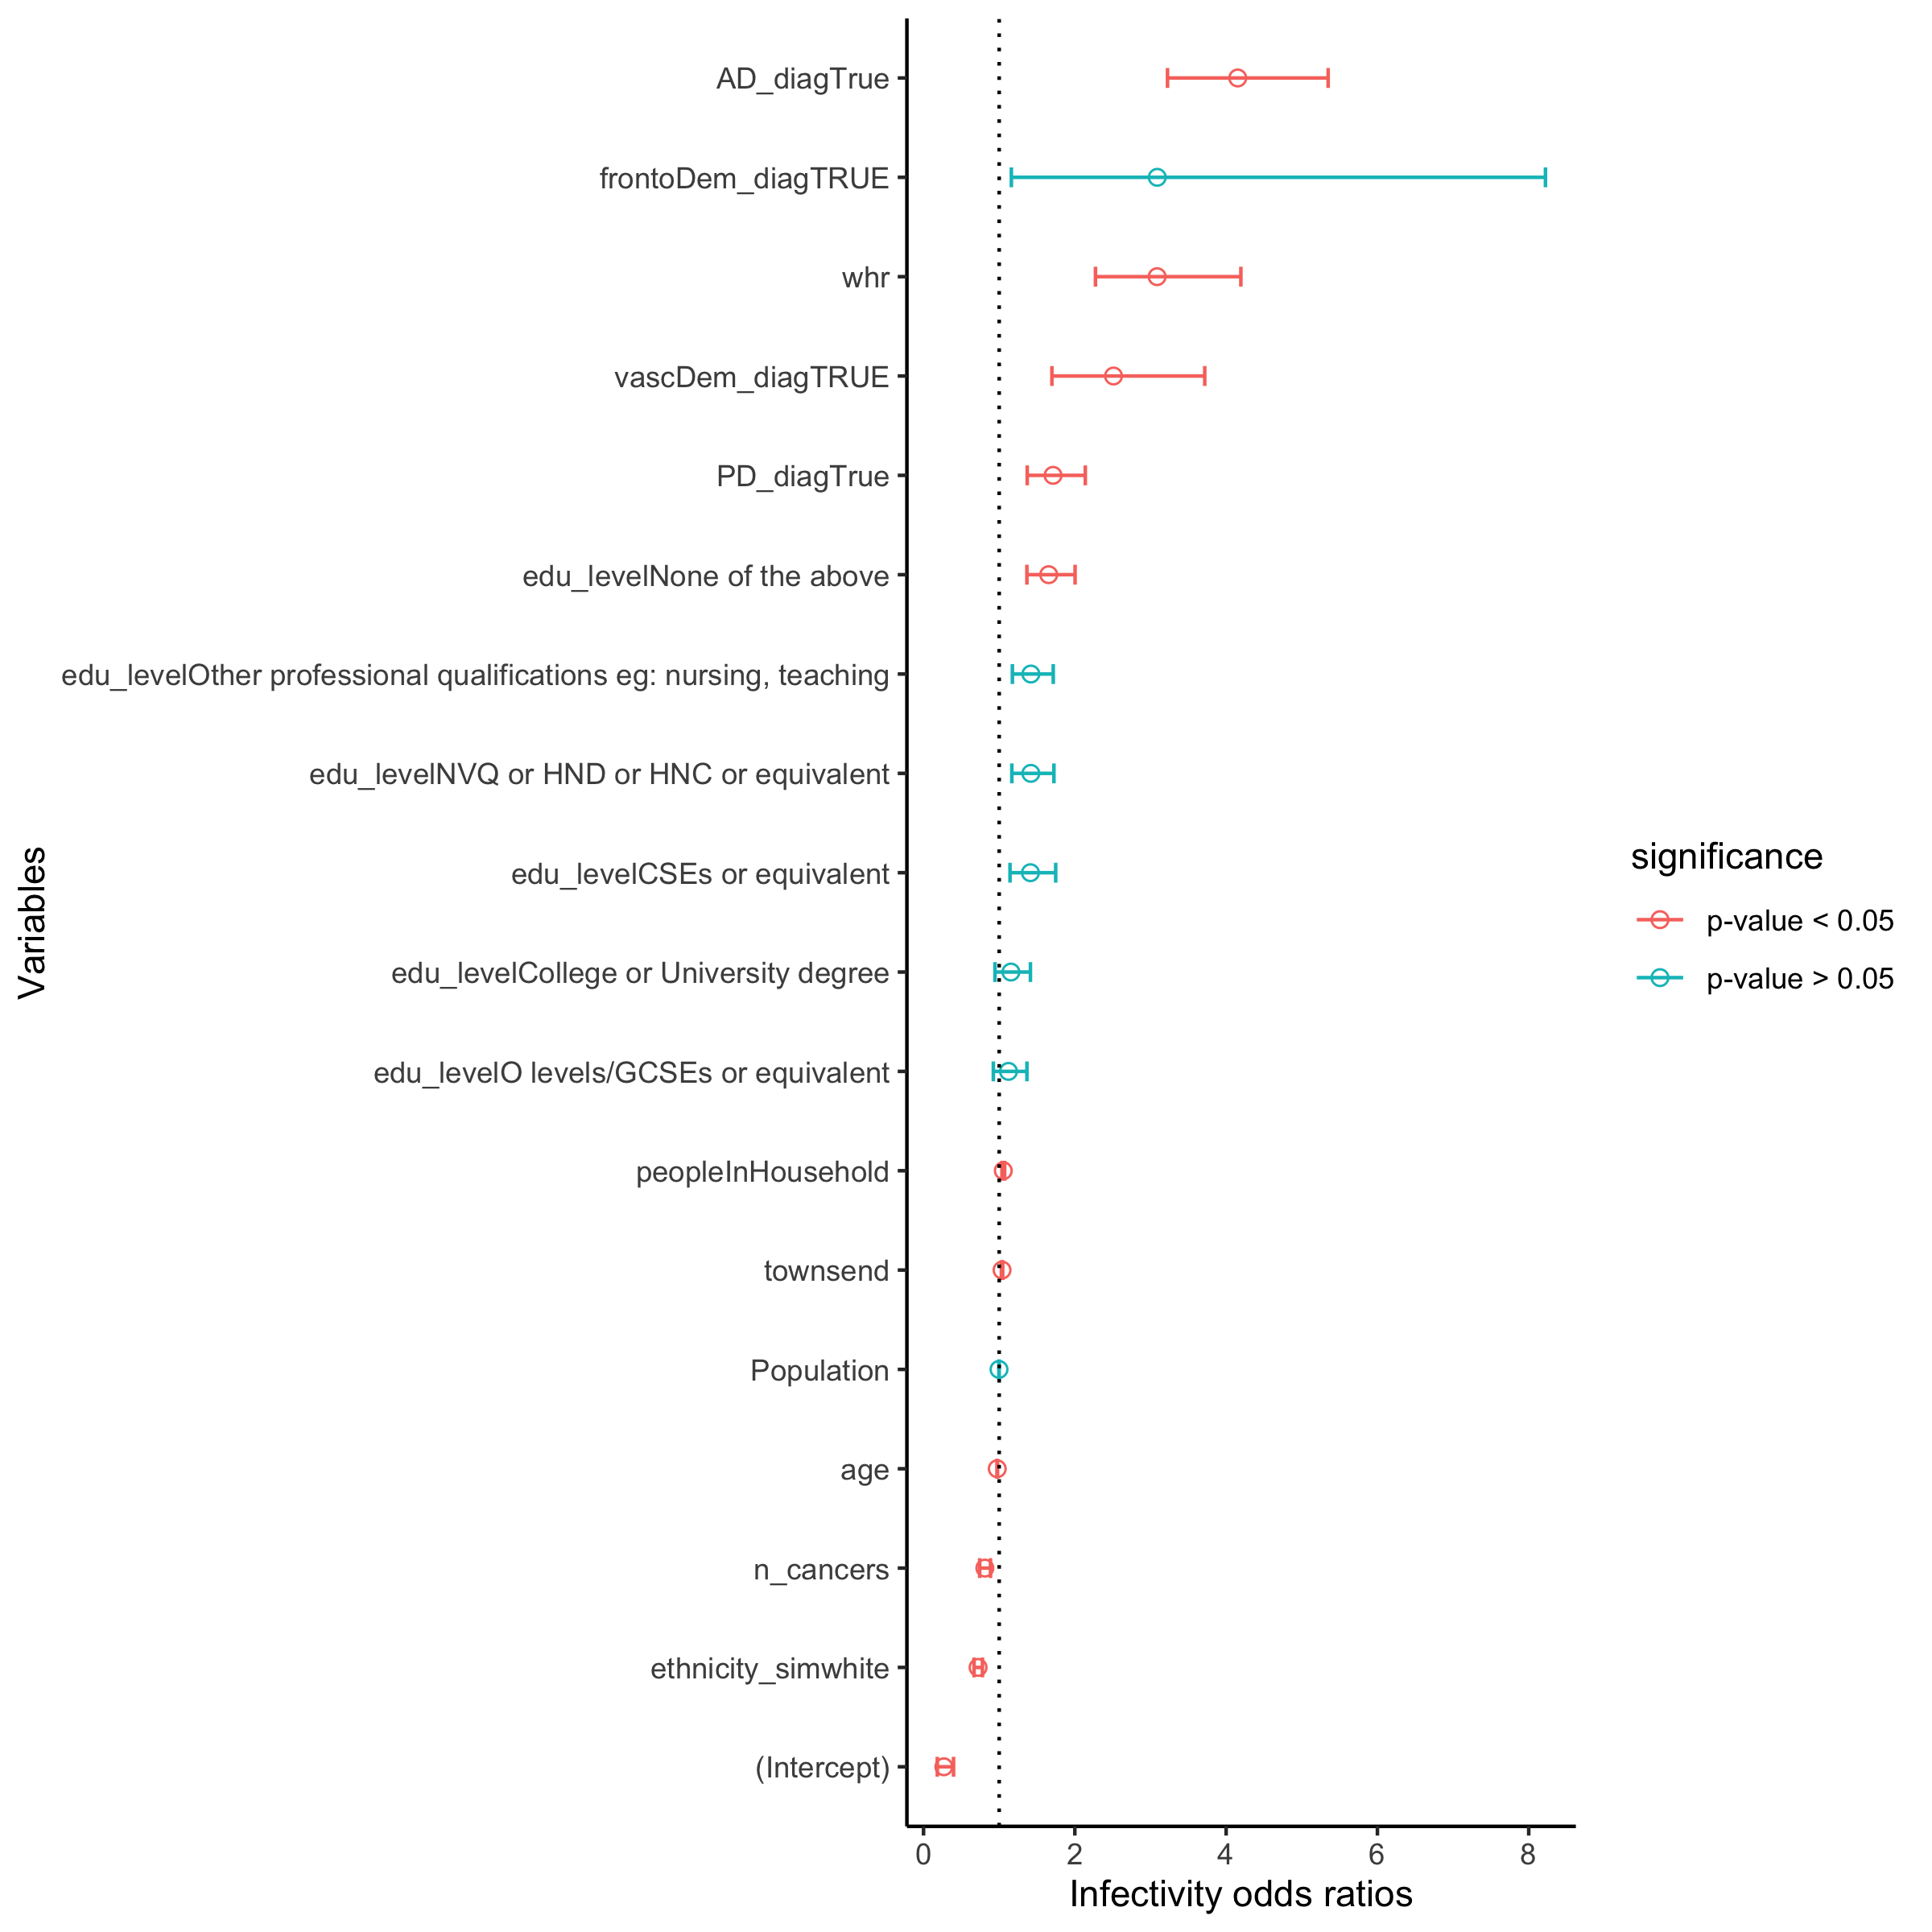 AD_diagTrue
frontoDem_diagTRUE
whr
vascDem_diagTRUE
PD_diagTrue
edu_levelNone of the above
edu_levelOther professional qualifications eg: nursing, teaching
edu_levelNVQ or HND or HNC or equivalent
edu_levelCSEs or equivalent
edu_levelCollege or University degree
edu_levelO levels/GCSEs or equivalent
peopleInHousehold
townsend
Population
age
n_cancers
ethnicity_simwhite
(Intercept)
Variables
0 2 4 6 8
Infectivity odds ratios
significance
p-value < 0.05
p-value > 0.05